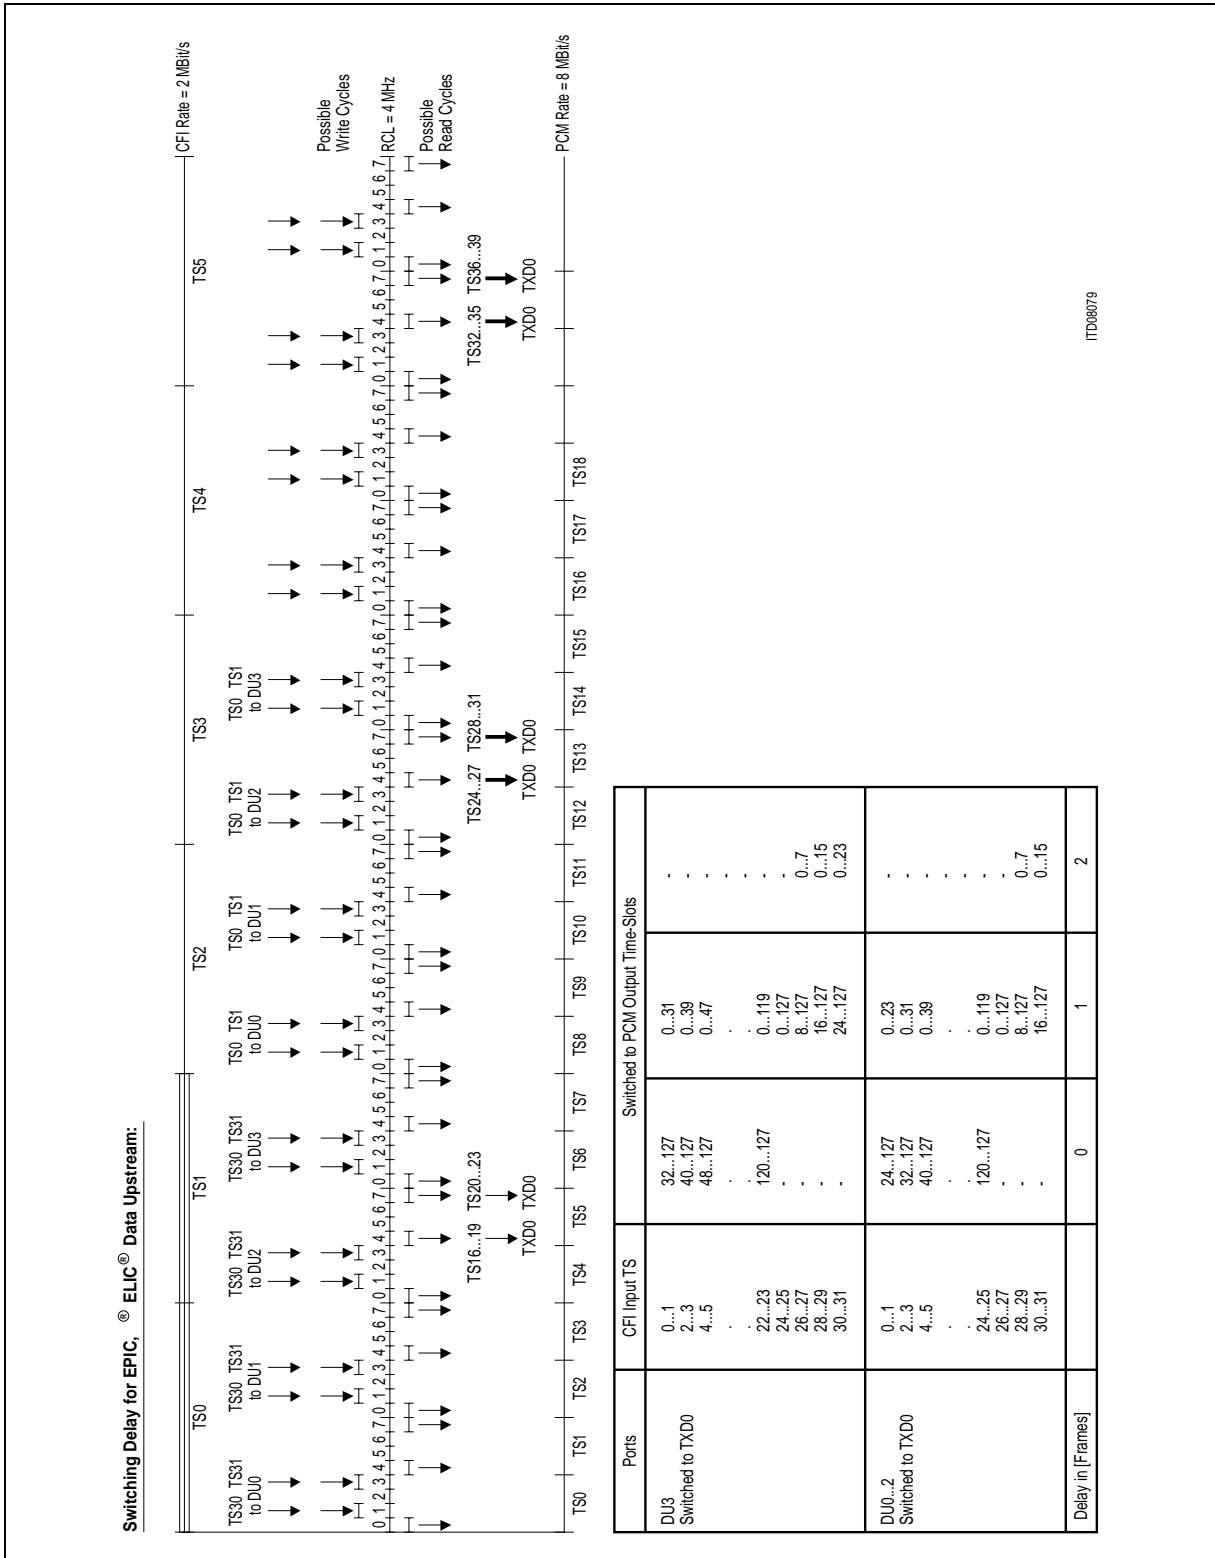 Switching Delay for EPIC, ® ELIC® Data Upstream:
TS0 TS1 TS2 TS3 TS4 TS5 CFI Rate = 2 MBit/s
TS30 TS31 TS30 TS31 TS30 TS31 TS30 TS31 TS0 TS1 TS0 TS1 TS0 TS1 TS0 TS1
to DU0 to DU1 to DU2 to DU3 to DU0 to DU1 to DU2 to DU3
Possible
Write Cycles
0 1 2 3 4 5 6 7 0 1 2 3 4 5 6 7 0 1 2 3 4 5 6 7 0 1 2 3 4 5 6 7 0 1 2 3 4 5 6 7 0 1 2 3 4 5 6 7 0 1 2 3 4 5 6 7 0 1 2 3 4 5 6 7 0 1 2 3 4 5 6 7 0 1 2 3 4 5 6 7 0 1 2 3 4 5 6 7 0 1 2 3 4 5 6 7 RCL = 4 MHz
Possible
Read Cycles
TS16...19 TS20...23 TS24...27 TS28...31 TS32...35 TS36...39
TXD0 TXD0 TXD0 TXD0 TXD0 TXD0
TS0 TS1 TS2 TS3 TS4 TS5 TS6 TS7 TS8 TS9 TS10 TS11 TS12 TS13 TS14 TS15 TS16 TS17 TS18 PCM Rate = 8 MBit/s
Ports CFI Input TS Switched to PCM Output Time-Slots
DU3 0...1 32...127 0...31 -
Switched to TXD0 2...3 40...127 0...39 -
4...5 48...127 0...47 -
. . . -
. . . -
22...23 120...127 0...119 -
24...25 - 0...127 -
26...27 - 8...127 0...7
28...29 - 16...127 0...15
30...31 - 24...127 0...23
DU0...2 0...1 24...127 0...23 -
Switched to TXD0 2...3 32...127 0...31 -
4...5 40...127 0...39 -
. . . -
. . . -
24...25 120...127 0...119 -
26...27 - 0...127 -
28...29 - 8...127 0...7
30...31 - 16...127 0...15
Delay in [Frames] 0 1 2
ITD08079